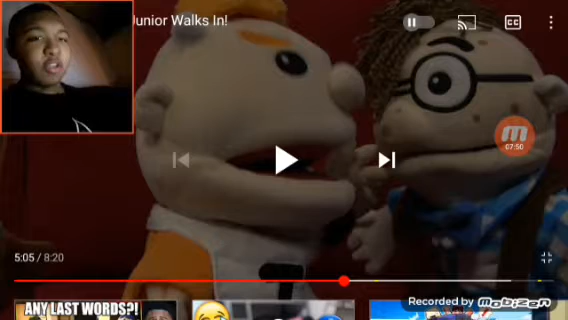 Junior Walks In!
CC
07:50
5:05 / 8:20
Recorded by Mobizen
ANY LAST WORDS?!